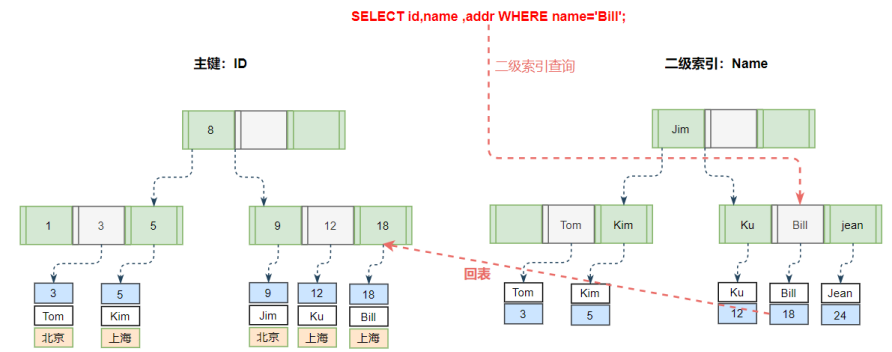 SELECT id,name ,addr WHERE name='Bill';
主键：ID
二级索引查询
二级索引：Name
8
Jim
1 3 5
9 12 18
Tom Kim
Ku Bill jean
回表
3 5
9 12 18
Tom Kim
Jim Ku Bill
北京 上海
北京 上海 上海
Tom Kim
3 5
Ku Bill Jean
12 18 24